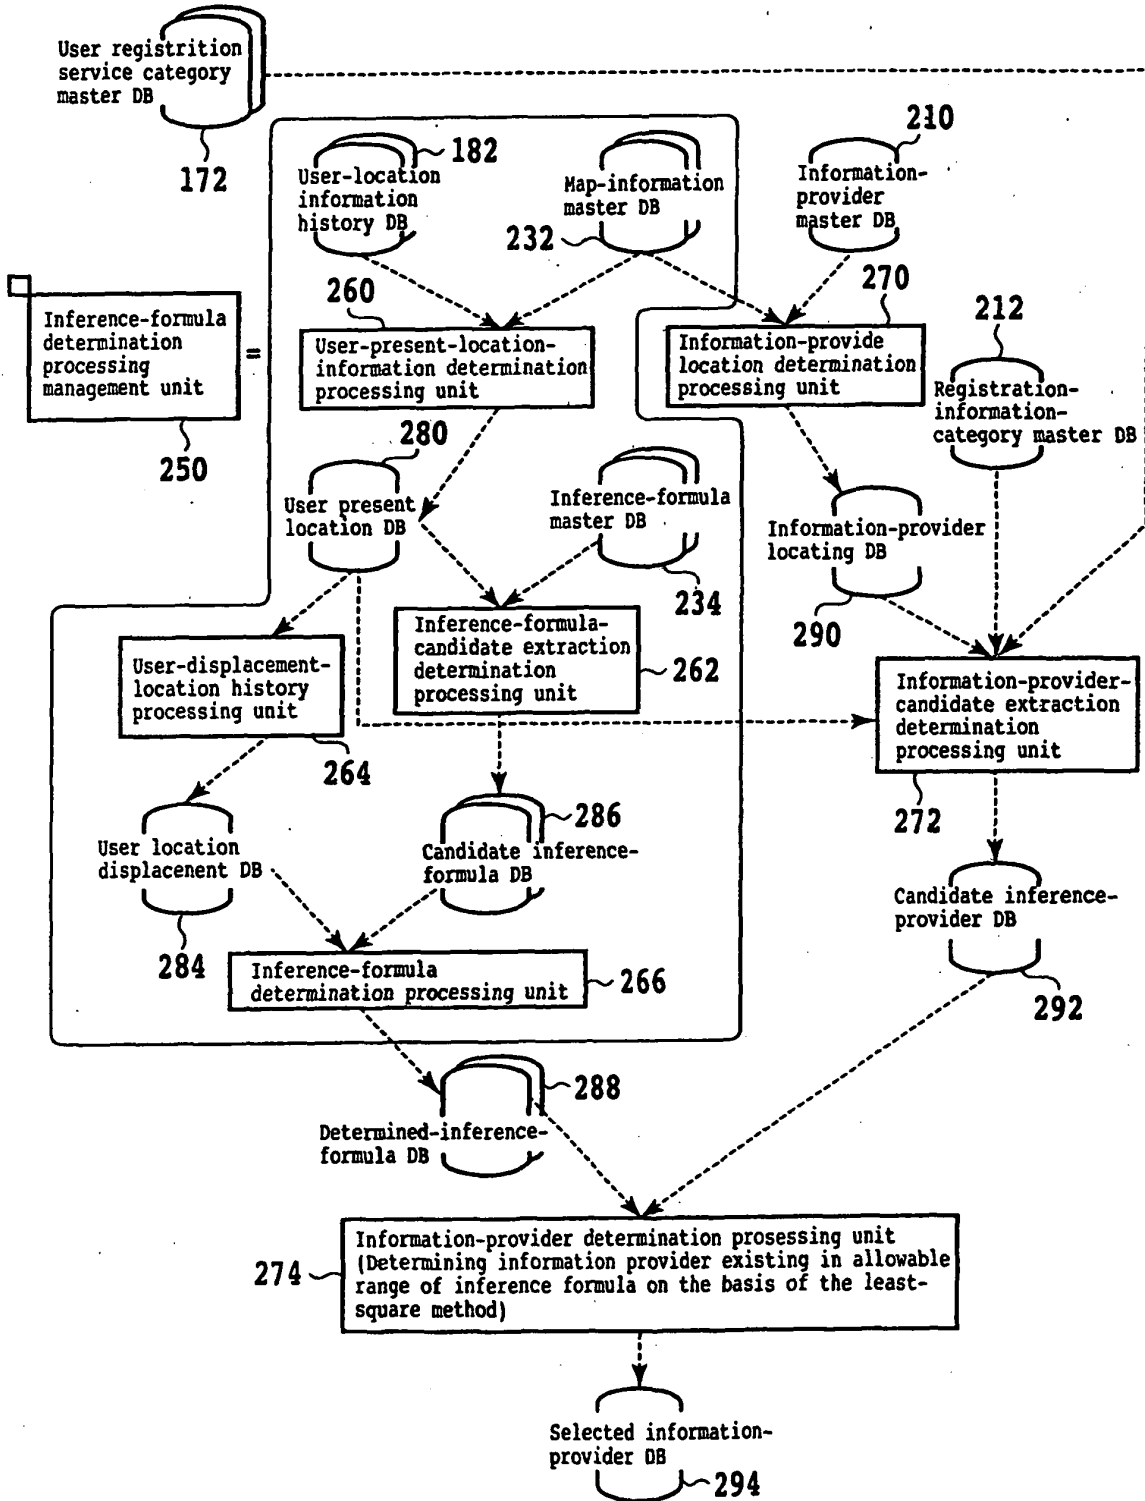 User registrition
service category
master DB
172
182
User-location
information
history DB
Map-information
master DB
232
210
Information-
provider
master DB
260
270
212
Inference-formula
determination
processing
management unit
=
250
User-present-location-
information determination
processing unit
Information-provide
location determination
processing unit
Registration-
information-
category master DB
280
User present
location DB
Inference-formula
master DB
234
Information-provider
locating DB
290
User-displacement-
location history
processing unit
264
Inference-formula-
candidate extraction
determination
processing unit
262
Information-provider-
candidate extraction
determination
processing unit
272
User location
displacenent DB
284
286
Candidate inference-
formula DB
Candidate inference-
provider DB
292
Inference-formula
determination processing unit
266
288
Determined-inference-
formula DB
274
Information-provider determination prosessing unit
(Determining information provider existing in allowable
range of inference formula on the basis of the least-
square method)
Selected information-
provider DB
294